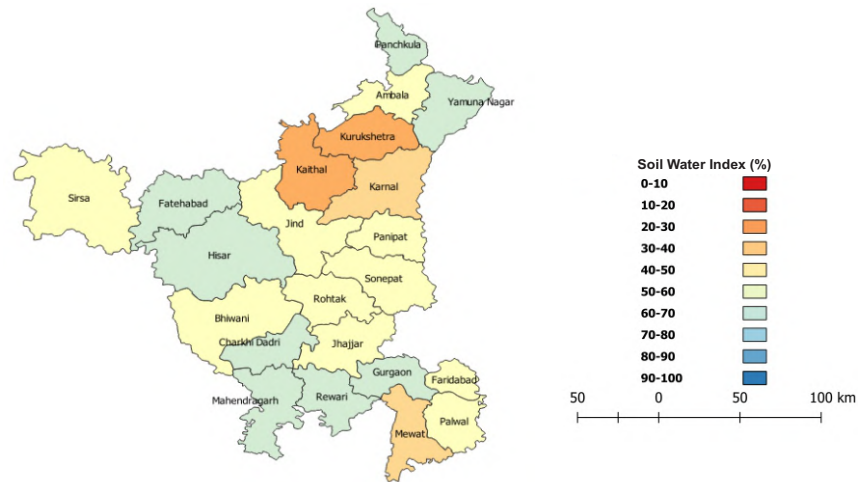 Panchkula
Ambala
Yamuna Nagar
Kurukshetra
Kaithal
Karnal
Sirsa
Fatehabad
Jind
Panipat
Hisar
Sonepat
Rohtak
Bhiwani
Charkhi Dadri
Jhajjar
Gurgaon
Faridabad
Mahendragarh
Rewari
Palwal
Mewat
Soil Water Index (%)
0-10
10-20
20-30
30-40
40-50
50-60
60-70
70-80
80-90
90-100
50 0 50 100 km